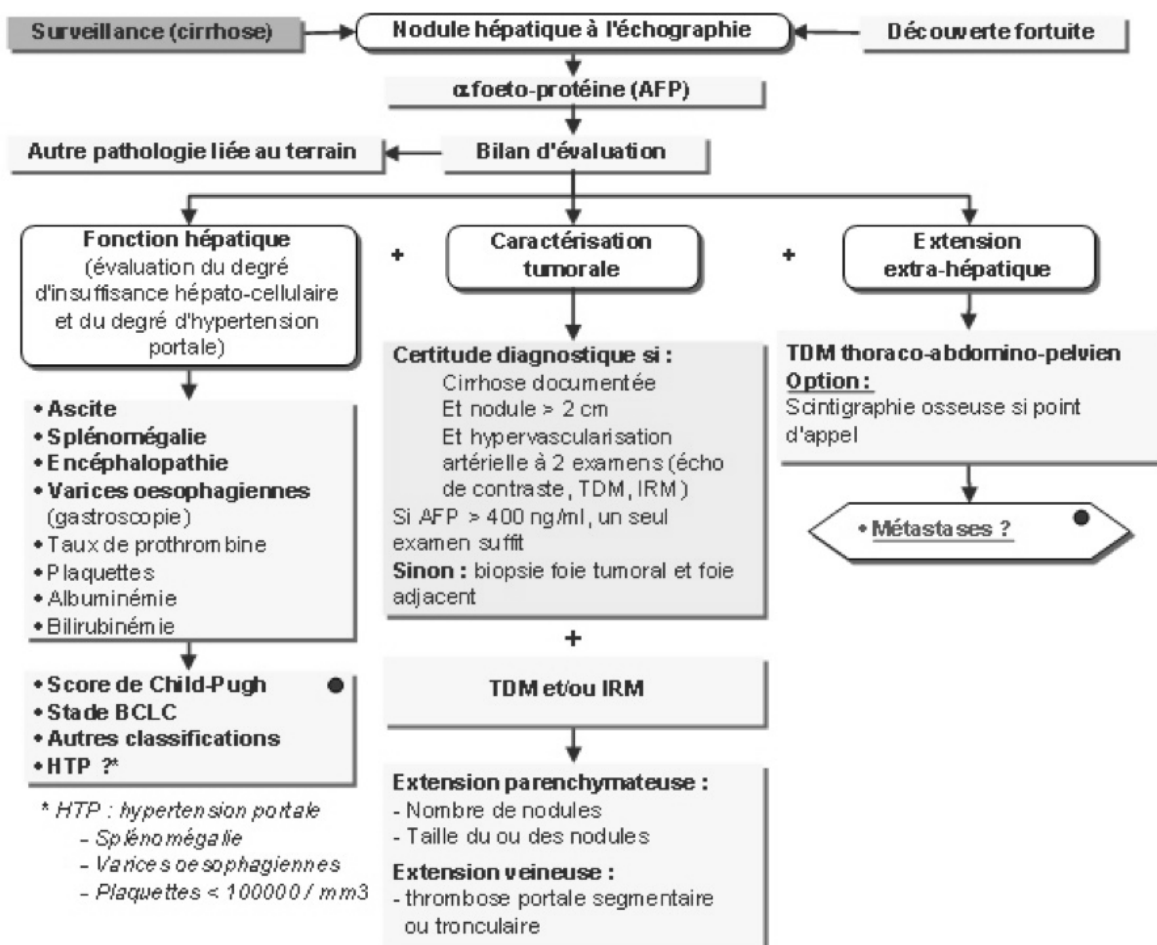 Surveillance (cirrhose)
Nodule hépatique à l'échographie
Découverte fortuite
α foeto-protéine (AFP)
Autre pathologie liée au terrain
Bilan d'évaluation
Fonction hépatique
(évaluation du degré
d'insuffisance hépato-cellulaire
et du degré d'hypertension
portale)
+
Caractérisation
tumorale
+
Extension
extra-hépatique
• Ascite
• Splénomégalie
• Encéphalopathie
• Varices oesophagiennes
(gastroscopie)
• Taux de prothrombine
• Plaquettes
• Albuminémie
• Bilirubinémie
• Score de Child-Pugh
• Stade BCLC
• Autres classifications
• HTP ?*
* HTP : hypertension portale
- Splénomégalie
- Varices oesophagiennes
- Plaquettes < 100000 / mm3
Certitude diagnostique si :
Cirrhose documentée
Et nodule > 2 cm
Et hypervascularisation
artérielle à 2 examens (écho
de contraste, TDM, IRM)
Si AFP > 400 ng/ml, un seul
examen suffit
Sinon : biopsie foie tumoral et foie
adjacent
+
TDM et/ou IRM
Extension parenchymateuse :
- Nombre de nodules
- Taille du ou des nodules
Extension veineuse :
- thrombose portale segmentaire
ou tronculaire
TDM thoraco-abdomino-pelvien
Option :
Scintigraphie osseuse si point
d'appel
• Métastases ?